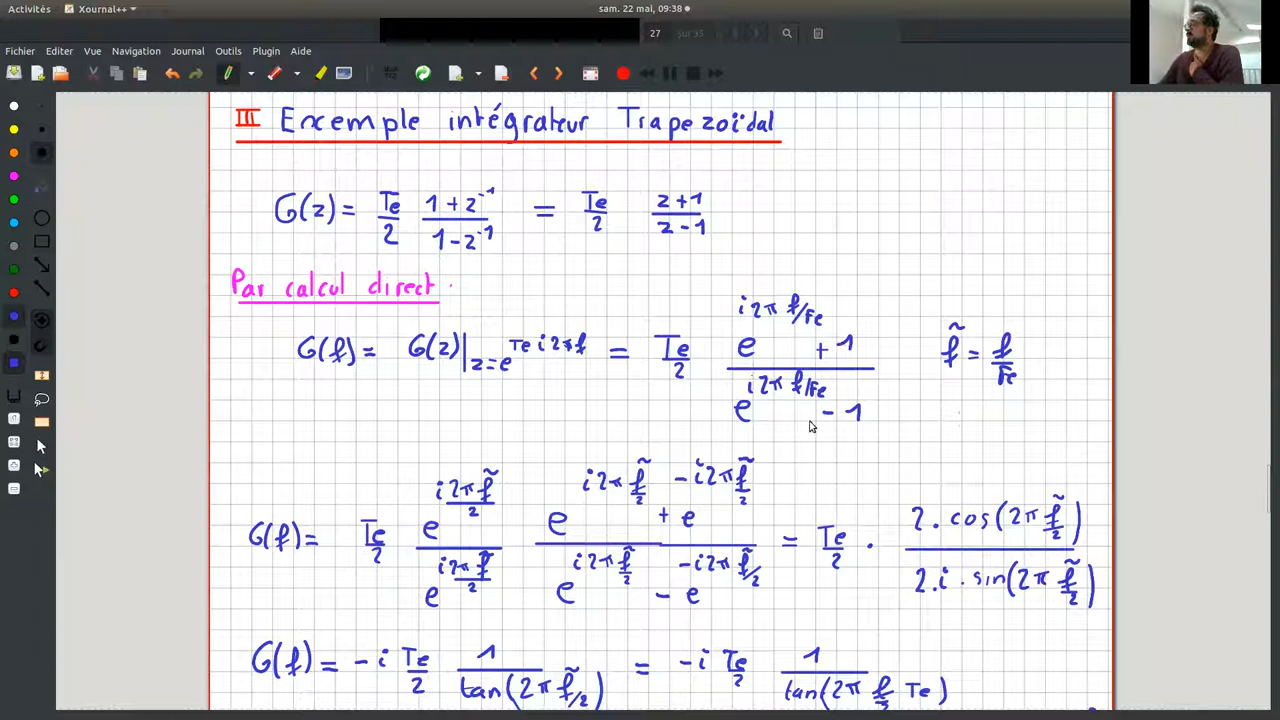 Activités Xournal++ sam. 22 mai, 09:38
27 sur 35
Fichier Editer Vue Navigation Journal Outils Plugin Aide
III Exemple intégrateur Trapezoïdal
G(z) = Te/2 (1+z^-1)/(1-z^-1) = Te/2 (z+1)/(z-1)
Par calcul direct.
G(f) = G(z)|z=e^(Te i2πf) = Te/2 (e^(i2π f/Fe) + 1)/(e^(i2π f/Fe) - 1) f̃ = f/Fe
G(f) = Te/2 e^(i2π f̃/2)/e^(i2π f̃/2) (e^(i2π f̃/2) + e^(-i2π f̃/2))/(e^(i2π f̃/2) - e^(-i2π f̃/2)) = Te/2 . 2.cos(2π f̃/2)/2.i.sin(2π f̃/2)
G(f) = -i Te/2 1/tan(2π f̃/2) = -i Te/2 1/tan(2π f/2 Te)